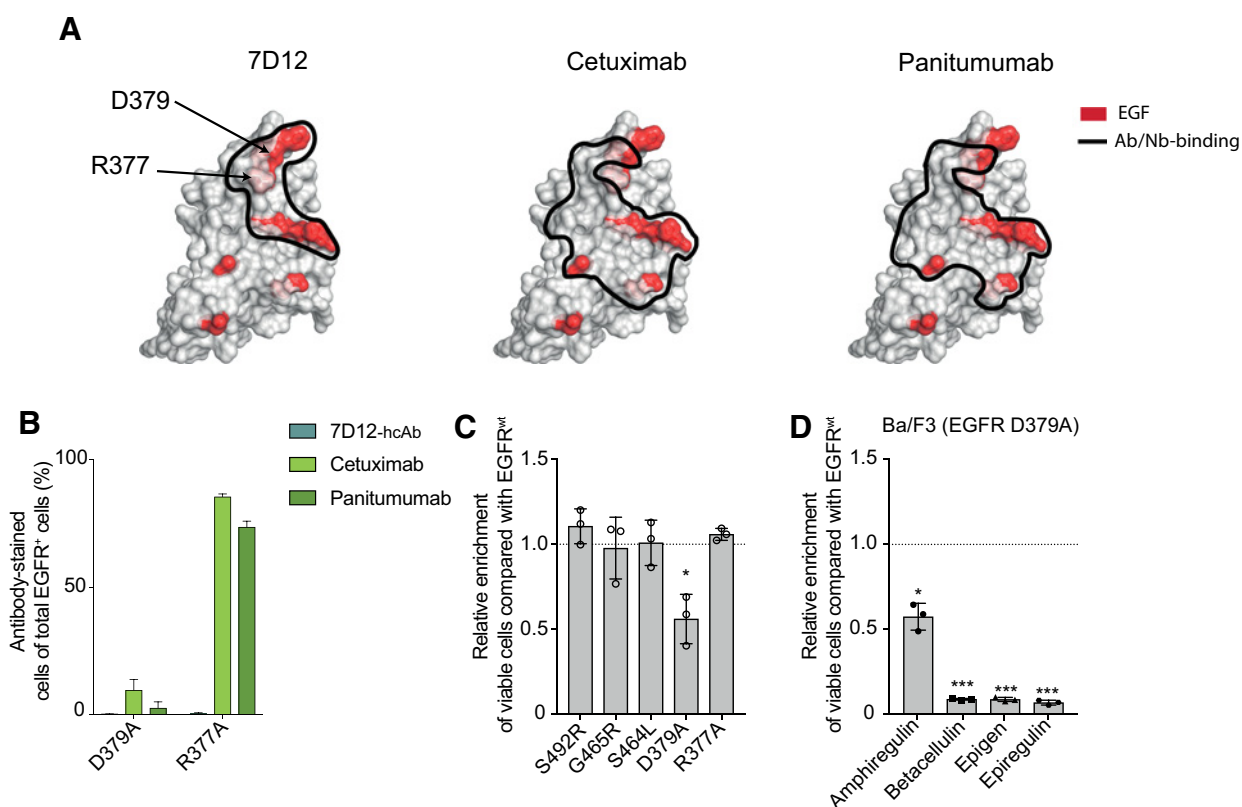 A
7D12
Cetuximab
Panitumumab
D379
R377
EGF
Ab/Nb-binding
B
Antibody-stained
cells of total EGFR⁺ cells (%)
100
50
0
D379A
R377A
7D12-hcAb
Cetuximab
Panitumumab
C
Relative enrichment
of viable cells compared with EGFRʷᵗ
1.5
1.0
0.5
0
*
S492R
G465R
S464L
D379A
R377A
D
Ba/F3 (EGFR D379A)
Relative enrichment
of viable cells compared with EGFRʷᵗ
1.5
1.0
0.5
0
*
***
***
***
Amphiregulin
Betacellulin
Epigen
Epiregulin